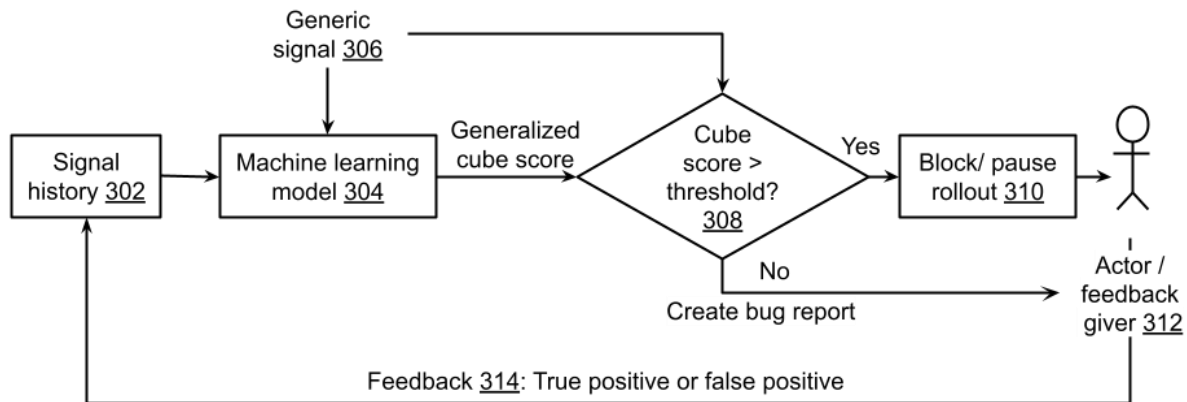 Generic
signal 306
Signal
history 302
Machine learning
model 304
Generalized
cube score
Cube
score >
threshold?
308
Yes
Block/ pause
rollout 310
No
Create bug report
Actor /
feedback
giver 312
Feedback 314: True positive or false positive